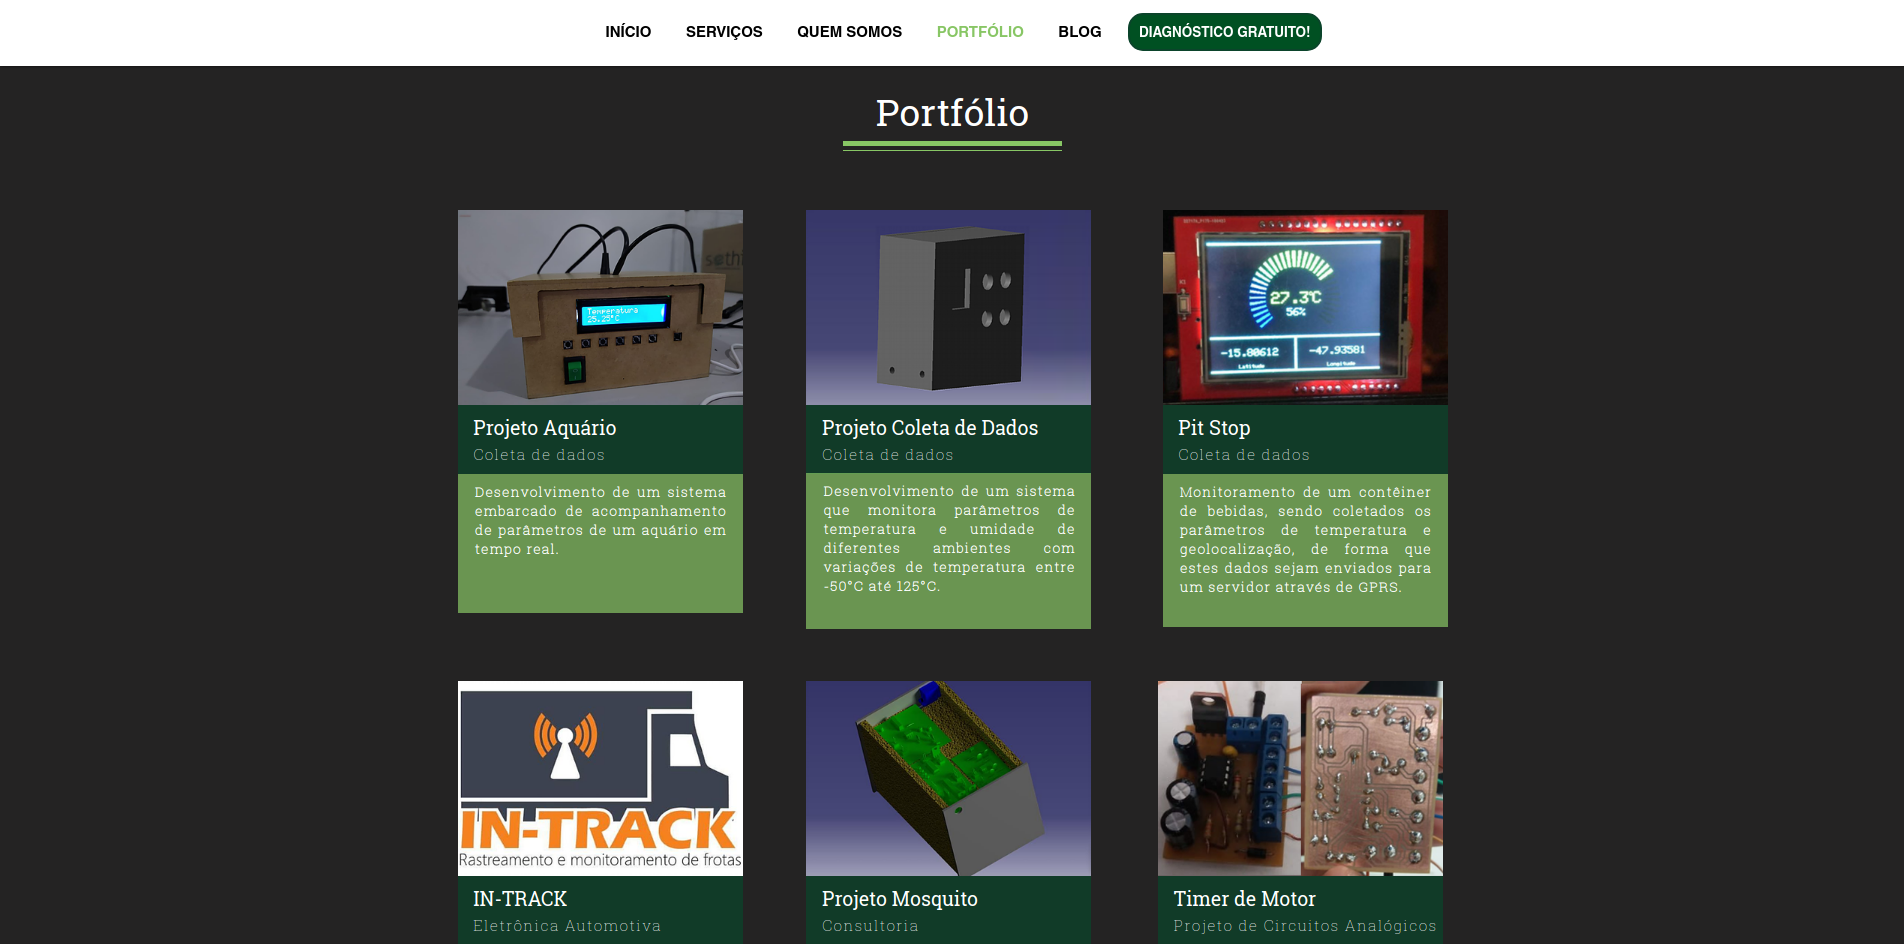 INÍCIO SERVIÇOS QUEM SOMOS PORTFÓLIO BLOG DIAGNÓSTICO GRATUITO!
Portfólio
Temperatura
25.25°C
27.3°C
56%
-15.80612
Latitude
-47.93581
Longitude
Projeto Aquário
Coleta de dados
Desenvolvimento de um sistema
embarcado de acompanhamento
de parâmetros de um aquário em
tempo real.
Projeto Coleta de Dados
Coleta de dados
Desenvolvimento de um sistema
que monitora parâmetros de
temperatura e umidade de
diferentes ambientes com
variações de temperatura entre
-50°C até 125°C.
Pit Stop
Coleta de dados
Monitoramento de um contêiner
de bebidas, sendo coletados os
parâmetros de temperatura e
geolocalização, de forma que
estes dados sejam enviados para
um servidor através de GPRS.
IN-TRACK
Rastreamento e monitoramento de frotas
IN-TRACK
Eletrônica Automotiva
Projeto Mosquito
Consultoria
Timer de Motor
Projeto de Circuitos Analógicos